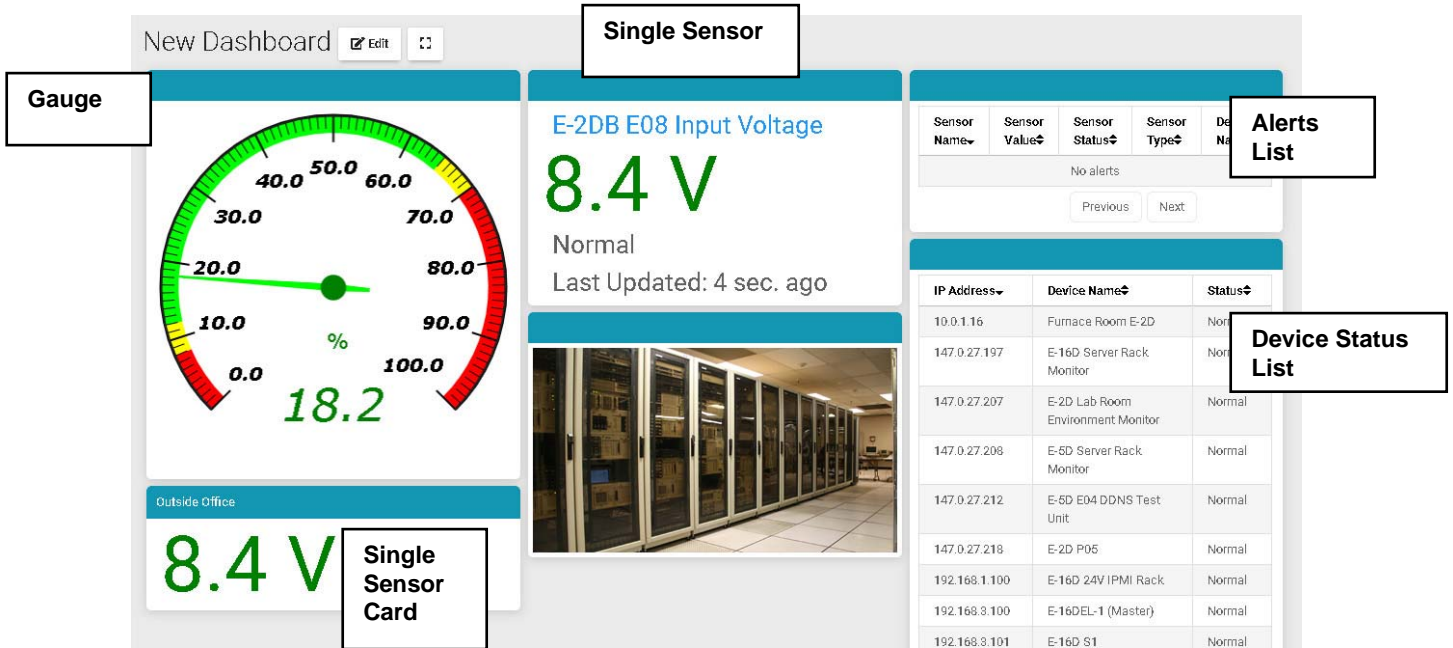 New Dashboard
Edit
Single Sensor
Gauge
50.0
40.0
60.0
30.0
70.0
20.0
80.0
10.0
90.0
%
0.0
100.0
18.2
Outside Office
8.4 V
Single
Sensor
Card
E-2DB E08 Input Voltage
8.4 V
Normal
Last Updated: 4 sec. ago
Sensor Sensor Sensor Sensor
Name Value Status Type
No alerts
Previous Next
Alerts
List
IP Address Device Name Status
10.0.1.16 Furnace Room E-2D
147.0.27.197 E-16D Server Rack
Monitor
Device Status
List
147.0.27.207 E-2D Lab Room Normal
Environment Monitor
147.0.27.208 E-5D Server Rack Normal
Monitor
147.0.27.212 E-5D E04 DDNS Test Normal
Unit
147.0.27.218 E-2D P05 Normal
192.168.1.100 E-16D 24V IPMI Rack Normal
192.168.3.100 E-16DEL-1 (Master) Normal
192.168.3.101 E-16D S1 Normal